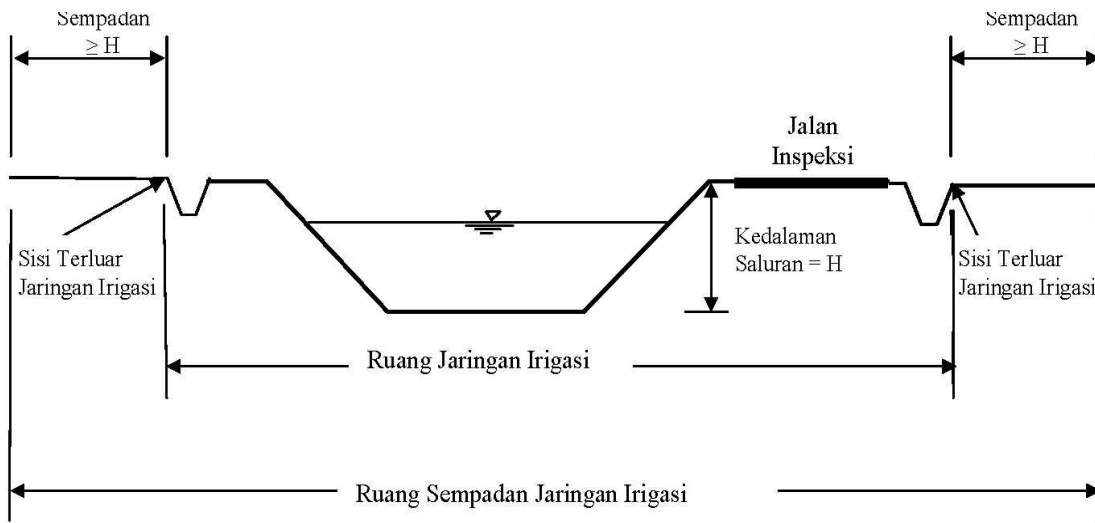 Sempadan
≥ H
Sempadan
≥ H
Jalan
Inspeksi
Kedalaman
Saluran = H
Sisi Terluar
Jaringan Irigasi
Sisi Terluar
Jaringan Irigasi
Ruang Jaringan Irigasi
Ruang Sempadan Jaringan Irigasi